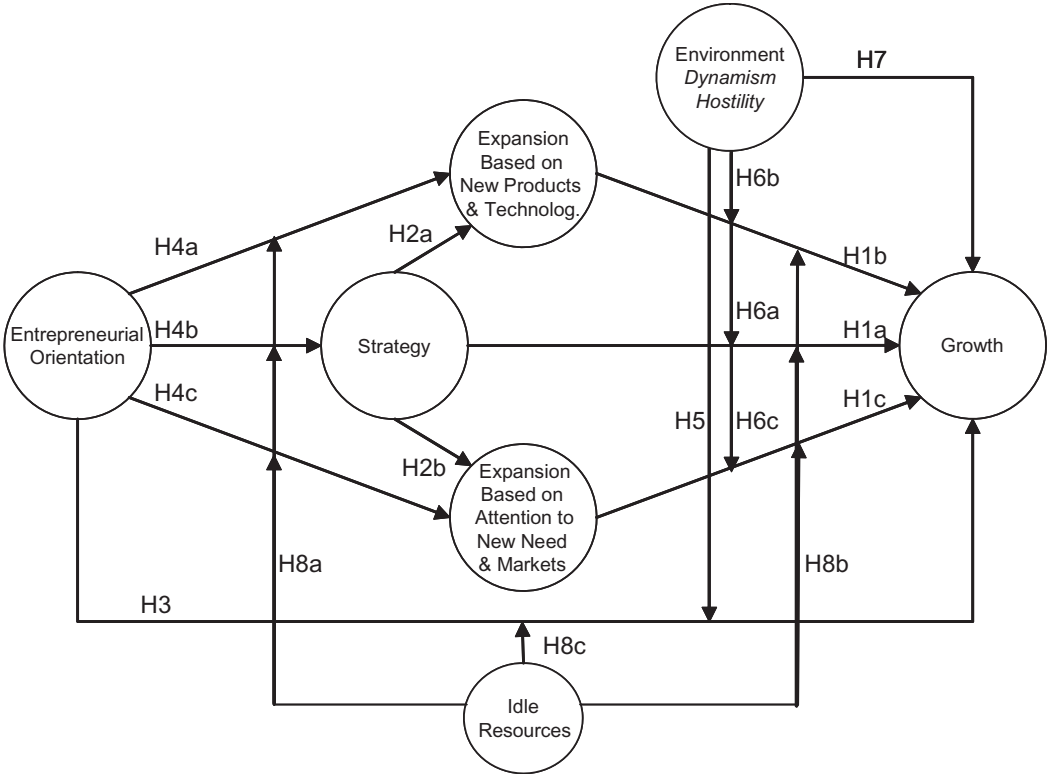 Environment
Dynamism
Hostility
H7
Expansion
Based on
New Products
& Technolog.
H6b
H4a
H2a
H1b
Entrepreneurial
Orientation
H4b
Strategy
H6a
H1a
Growth
H4c
H5
H6c
H1c
H2b
Expansion
Based on
Attention to
New Need
& Markets
H8a
H8b
H3
H8c
Idle
Resources